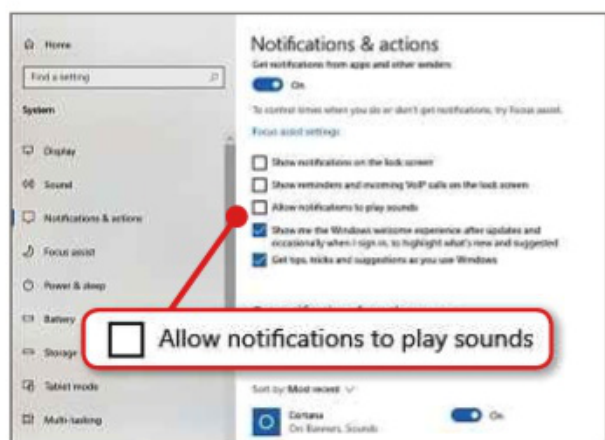 Home
Find a setting
System
Display
Sound
Notifications & actions
Focus assist
Power & sleep
Battery
Storage
Tablet mode
Multi-tasking
Notifications & actions
Get notifications from apps and other senders
On
To control times when you do or don't get notifications, try Focus assist.
Focus assist settings
Show notifications on the lock screen
Show reminders and incoming VoIP calls on the lock screen
Allow notifications to play sounds
Show me the Windows welcome experience after updates and
occasionally when I sign in, to highlight what's new and suggested
Get tips, tricks and suggestions as you use Windows
Allow notifications to play sounds
Sort by: Most recent
Cortana
On
On: Banners, Sounds